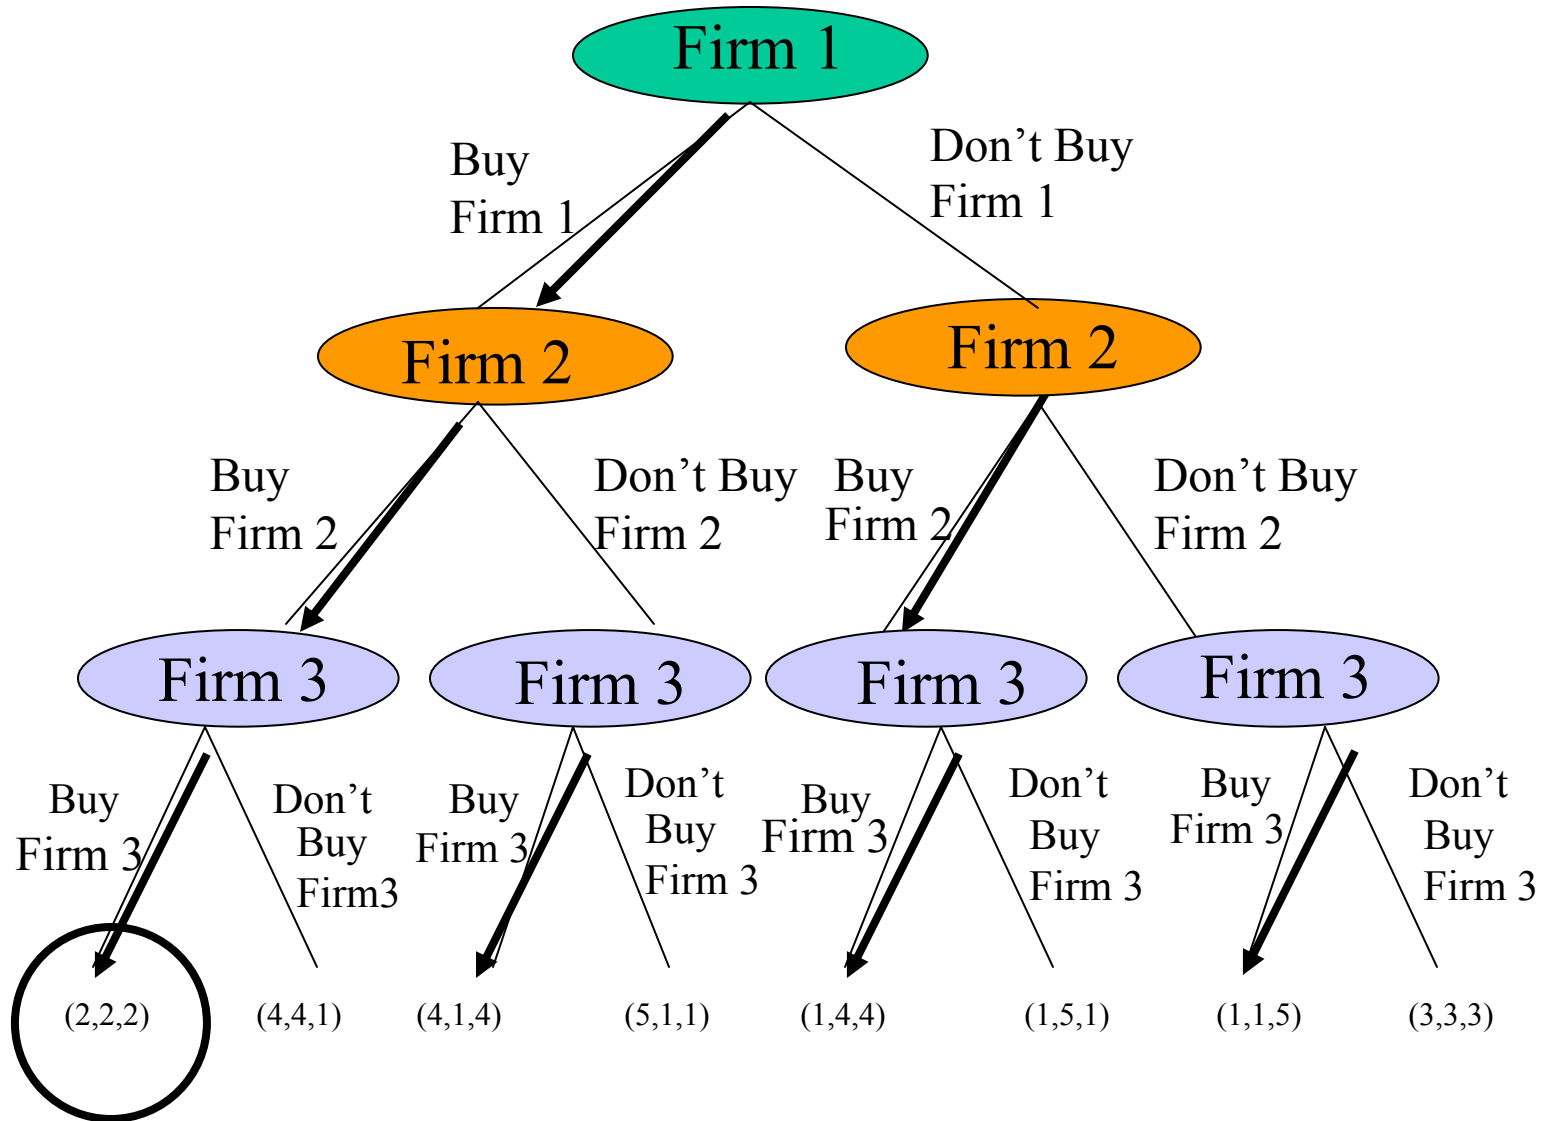 Firm 1
Buy
Firm 1
Don’t Buy
Firm 1
Firm 2
Firm 2
Buy
Firm 2
Don’t Buy
Firm 2
Buy
Firm 2
Don’t Buy
Firm 2
Firm 3
Firm 3
Firm 3
Firm 3
Buy
Firm 3
Don’t
Buy
Firm3
Buy
Firm 3
Don’t
Buy
Firm 3
Buy
Firm 3
Don’t
Buy
Firm 3
Buy
Firm 3
Don’t
Buy
Firm 3
(2,2,2)
(4,4,1)
(4,1,4)
(5,1,1)
(1,4,4)
(1,5,1)
(1,1,5)
(3,3,3)